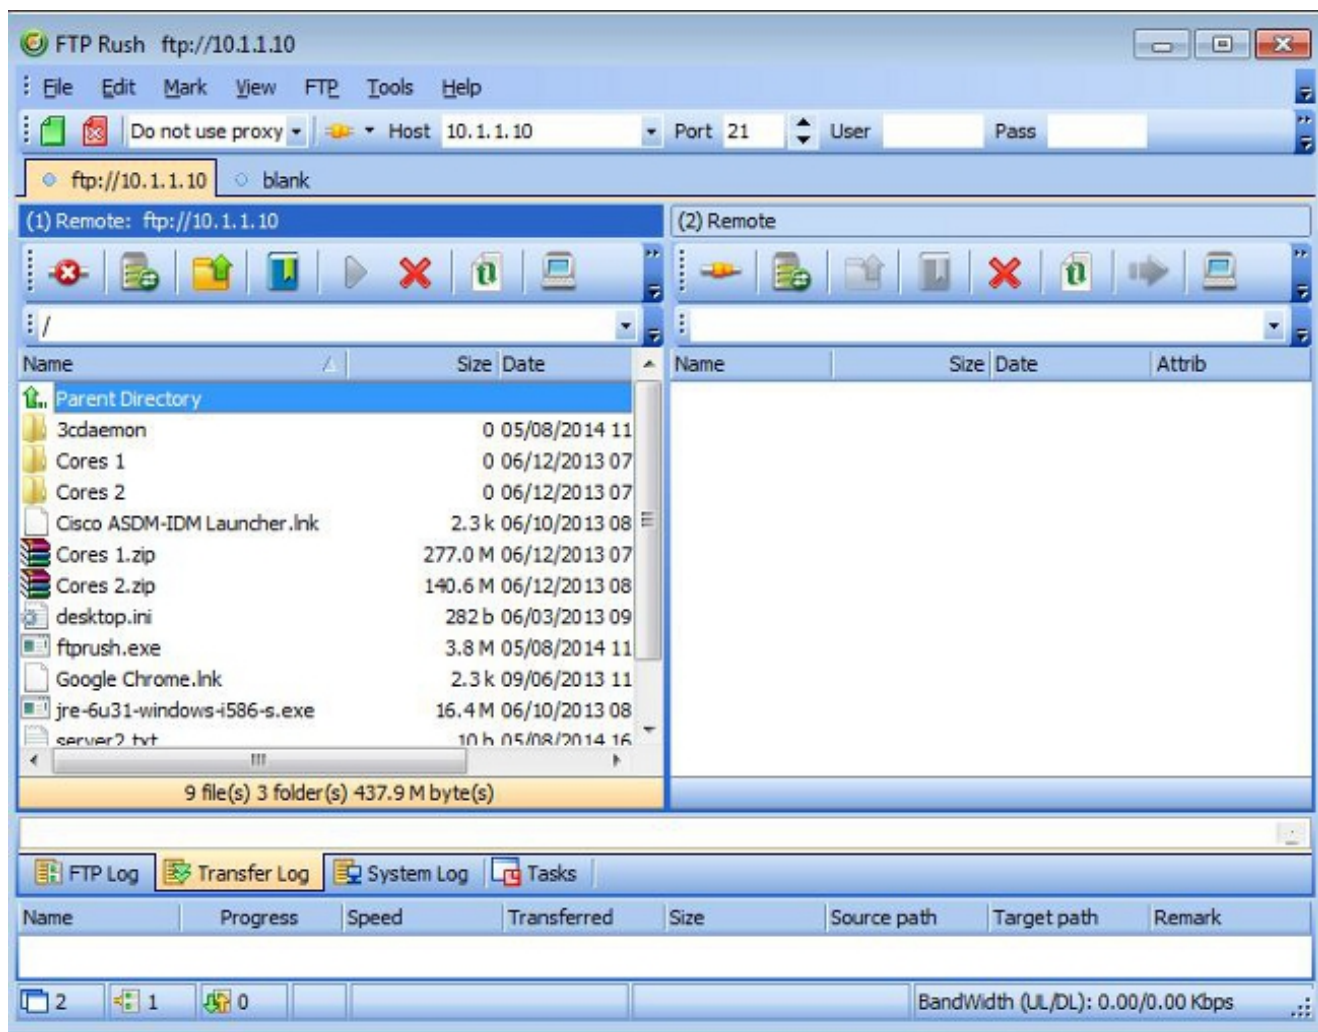 FTP Rush ftp://10.1.1.10
File Edit Mark View FTP Tools Help
Do not use proxy Host 10.1.1.10 Port 21 User Pass
ftp://10.1.1.10 blank
(1) Remote: ftp://10.1.1.10
(2) Remote
/
Name Size Date
Name Size Date Attrib
Parent Directory
3cdaemon 0 05/08/2014 11
Cores 1 0 06/12/2013 07
Cores 2 0 06/12/2013 07
Cisco ASDM-IDM Launcher.lnk 2.3 k 06/10/2013 08
Cores 1.zip 277.0 M 06/12/2013 07
Cores 2.zip 140.6 M 06/12/2013 08
desktop.ini 282 b 06/03/2013 09
ftprush.exe 3.8 M 05/08/2014 11
Google Chrome.lnk 2.3 k 09/06/2013 11
jre-6u31-windows-i586-s.exe 16.4 M 06/10/2013 08
server2.txt 10 b 05/08/2014 16
9 file(s) 3 folder(s) 437.9 M byte(s)
FTP Log Transfer Log System Log Tasks
Name Progress Speed Transferred Size Source path Target path Remark
2 1 0 BandWidth (UL/DL): 0.00/0.00 Kbps